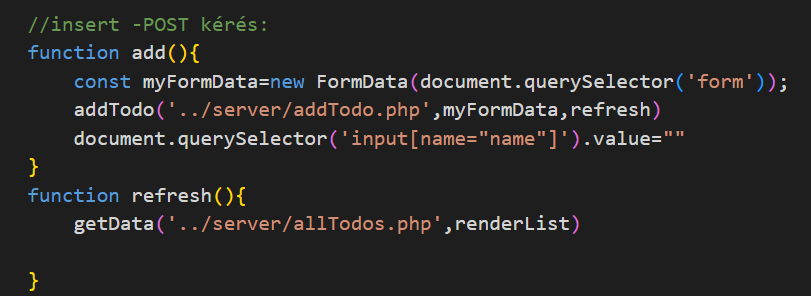 //insert -POST kérés:
function add(){
    const myFormData=new FormData(document.querySelector('form'));
    addTodo('../server/addTodo.php',myFormData,refresh)
    document.querySelector('input[name="name"]').value=""
}
function refresh(){
    getData('../server/allTodos.php',renderList)

}